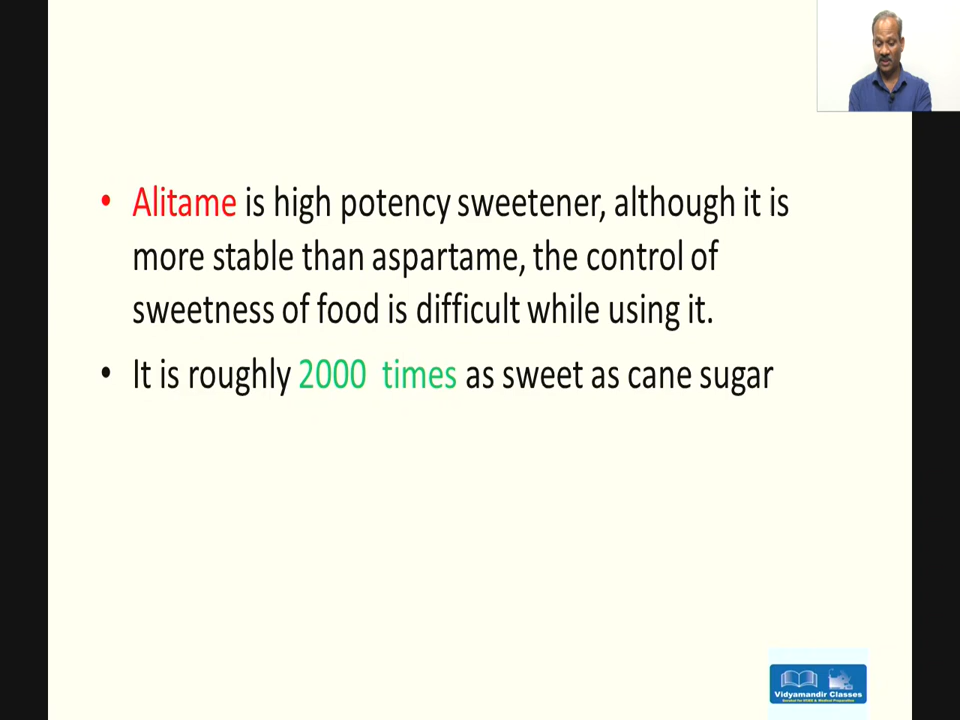 • Alitame is high potency sweetener, although it is
more stable than aspartame, the control of
sweetness of food is difficult while using it.
• It is roughly 2000 times as sweet as cane sugar
Vidyamandir Classes